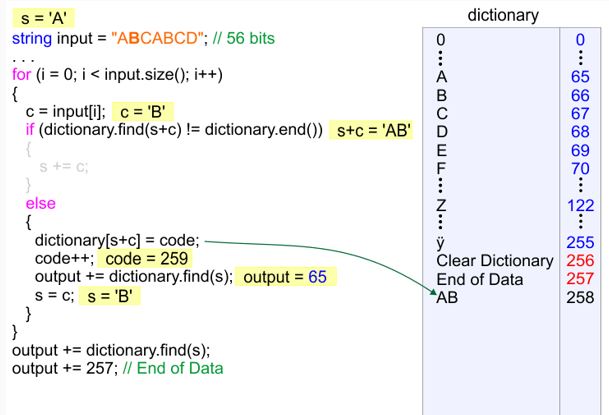 s = 'A'
string input = "ABCABCD"; // 56 bits
. . .
for (i = 0; i < input.size(); i++)
{
c = input[i]; c = 'B'
if (dictionary.find(s+c) != dictionary.end()) s+c = 'AB'
{
s += c;
}
else
{
dictionary[s+c] = code;
code++; code = 259
output += dictionary.find(s); output = 65
s = c; s = 'B'
}
}
output += dictionary.find(s);
output += 257; // End of Data
dictionary
0 0
A 65
B 66
C 67
D 68
E 69
F 70
Z 122
ÿ 255
Clear Dictionary 256
End of Data 257
AB 258